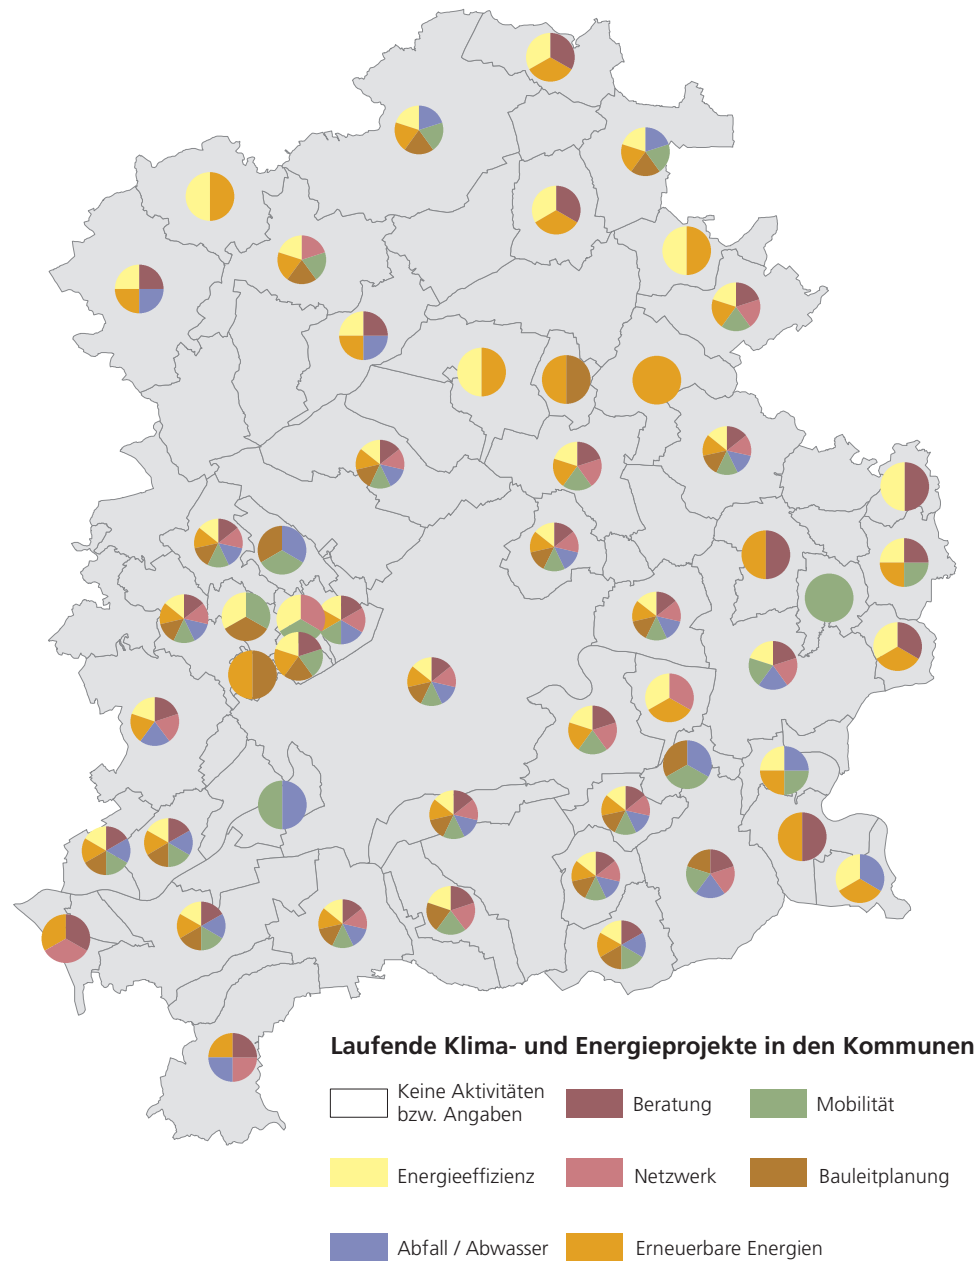 Laufende Klima- und Energieprojekte in den Kommunen
Keine Aktivitäten
bzw. Angaben
Beratung
Mobilität
Energieeffizienz
Netzwerk
Bauleitplanung
Abfall / Abwasser
Erneuerbare Energien